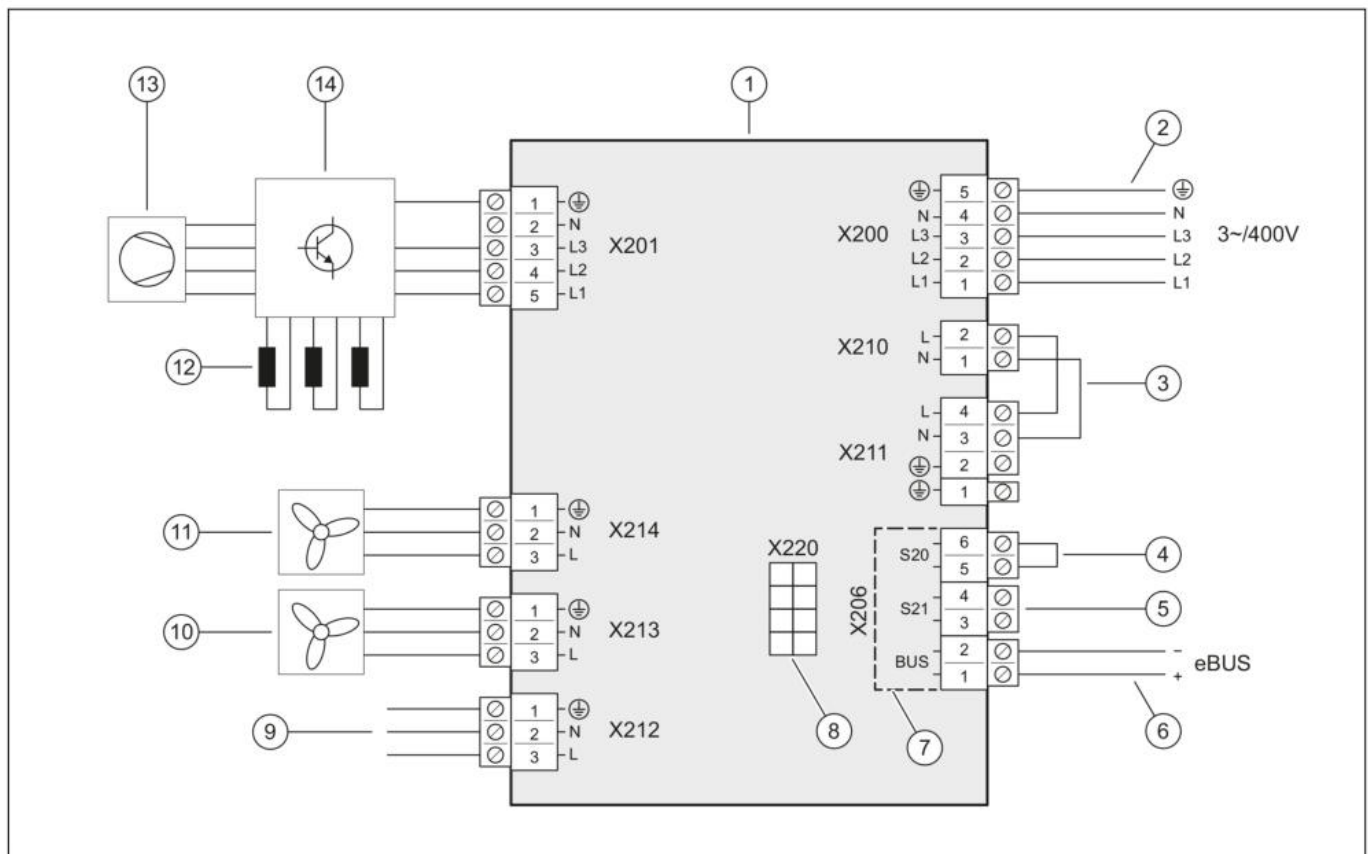 13
14
1
2
1
2 N
3 L3
4 L2
5 L1
X201
X200
5
N 4
L3 3
L2 2
L1 1
N
L3
L2
L1
3~/400V
X210
L 2
N 1
3
12
X211
L 4
N 3
2
1
11
1
2 N
3 L
X214
10
1
2 N
3 L
X213
9
1
2 N
3 L
X212
X220
8
X206
7
S20
6
5
4
S21
4
3
5
BUS
2
1
–
+
eBUS
6